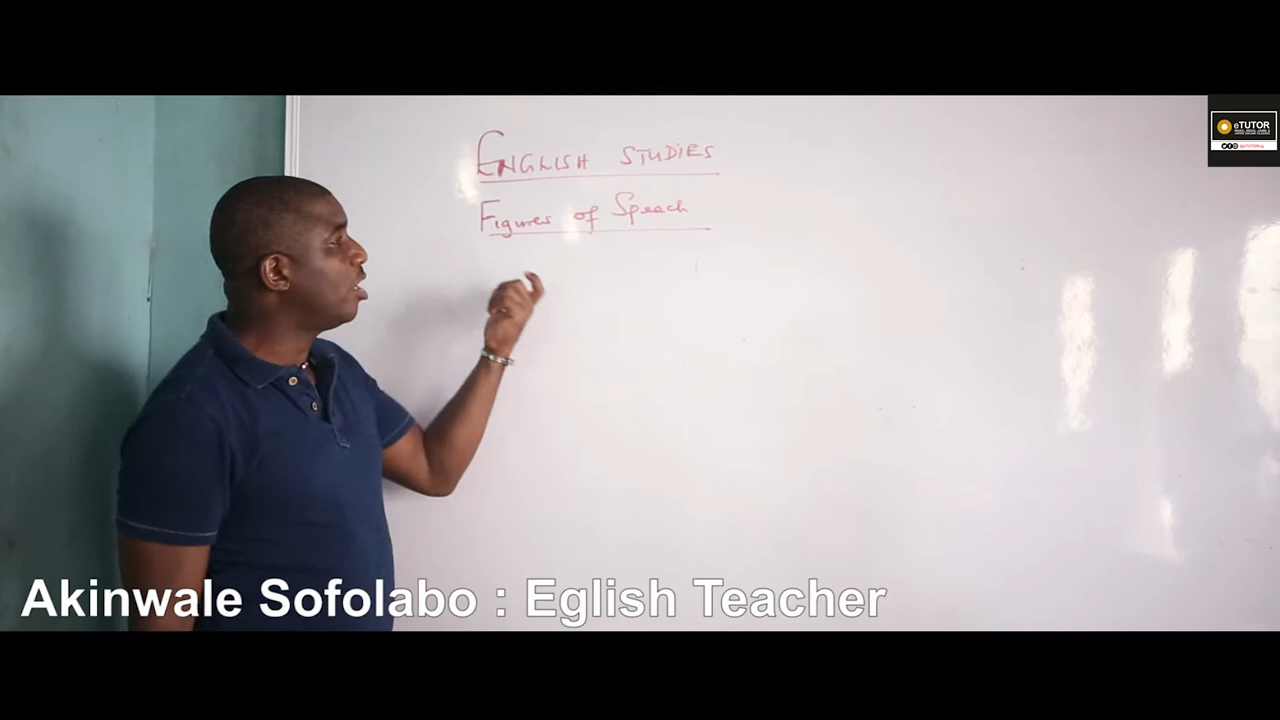 ENGLISH STUDIES
Figures of Speech
eTUTOR
Akinwale Sofolabo : Eglish Teacher